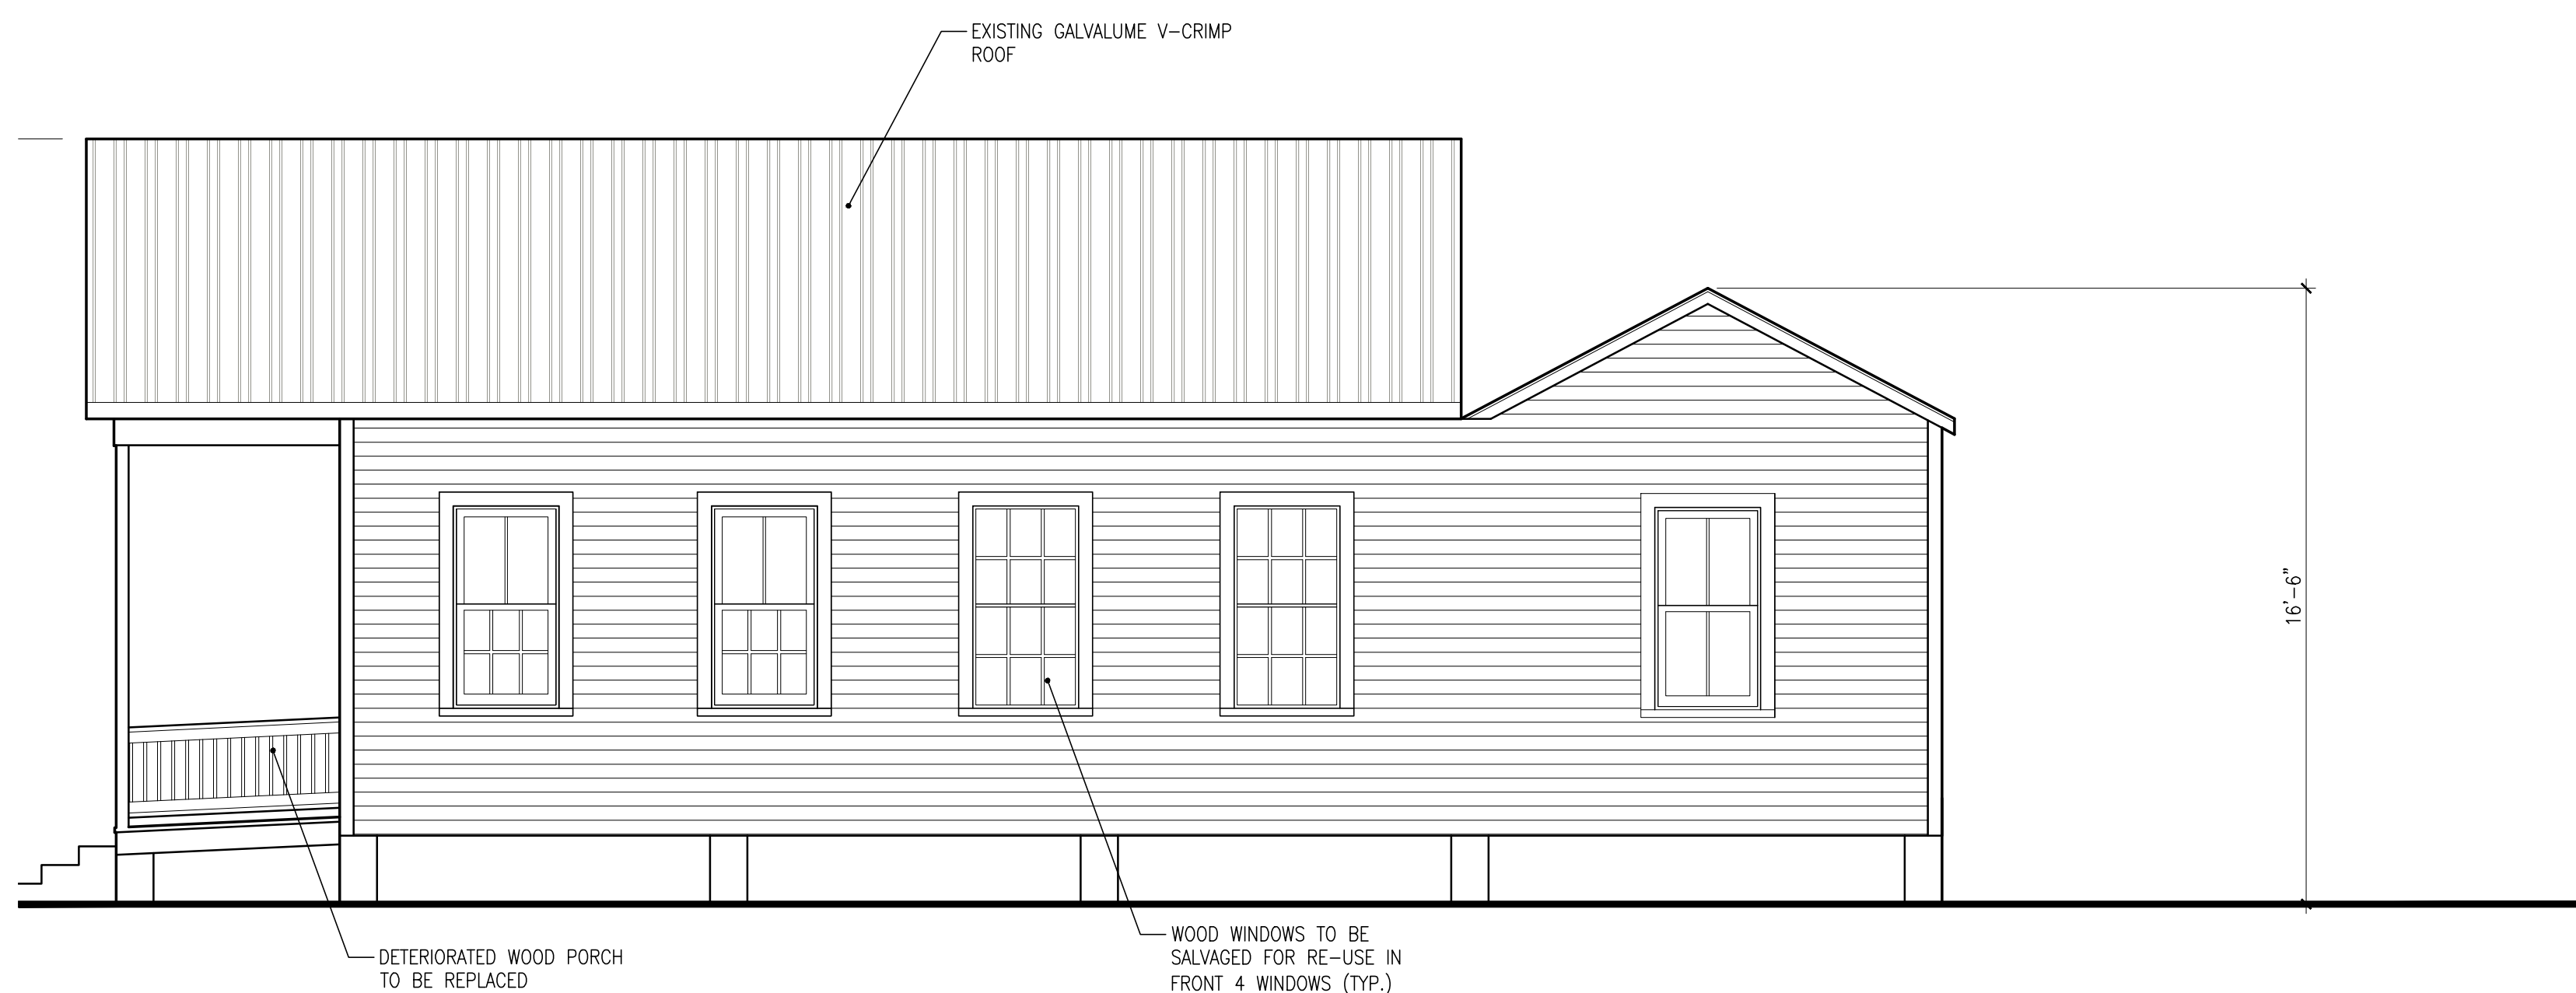 EXISTING GALVALUME V-CRIMP
ROOF
16'-6"
WOOD WINDOWS TO BE
SALVAGED FOR RE-USE IN
FRONT 4 WINDOWS (TYP.)
DETERIORATED WOOD PORCH
TO BE REPLACED